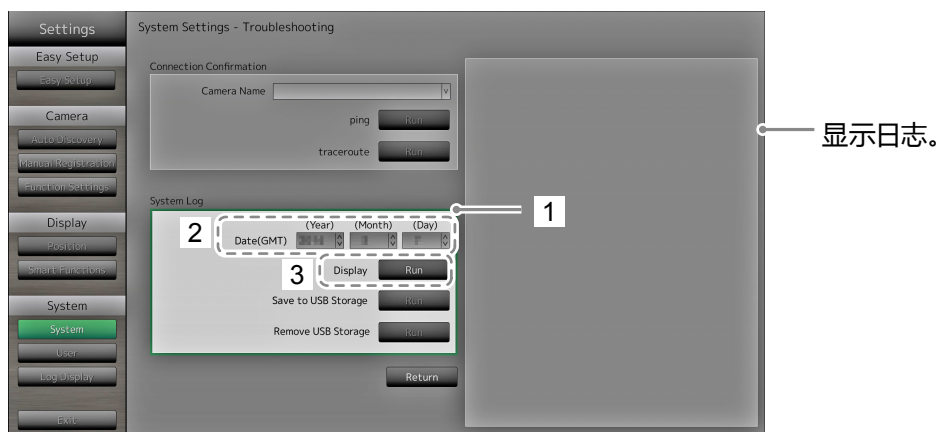 Settings
System Settings - Troubleshooting
Easy Setup
Easy Setup
Camera
Auto Discovery
Manual Registration
Function Settings
Display
Position
Smart Functions
System
System
User
Log Display
Exit
Connection Confirmation
Camera Name
ping Run
traceroute Run
System Log
1
2
(Year) (Month) (Day)
Date(GMT)
3
Display Run
Save to USB Storage Run
Remove USB Storage Run
Return
显示日志。